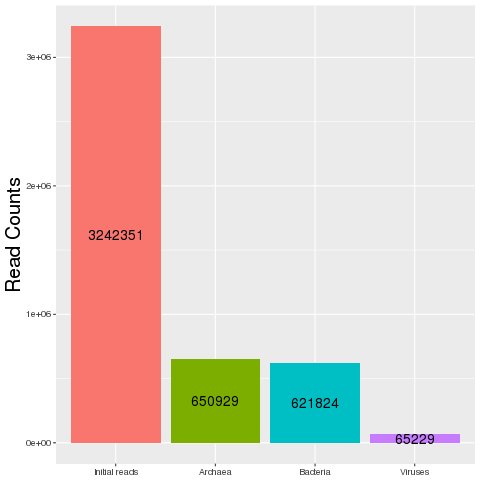 Read Counts
3e+06
2e+06
1e+06
0e+00
3242351
650929
621824
65229
Initial reads
Archaea
Bacteria
Viruses